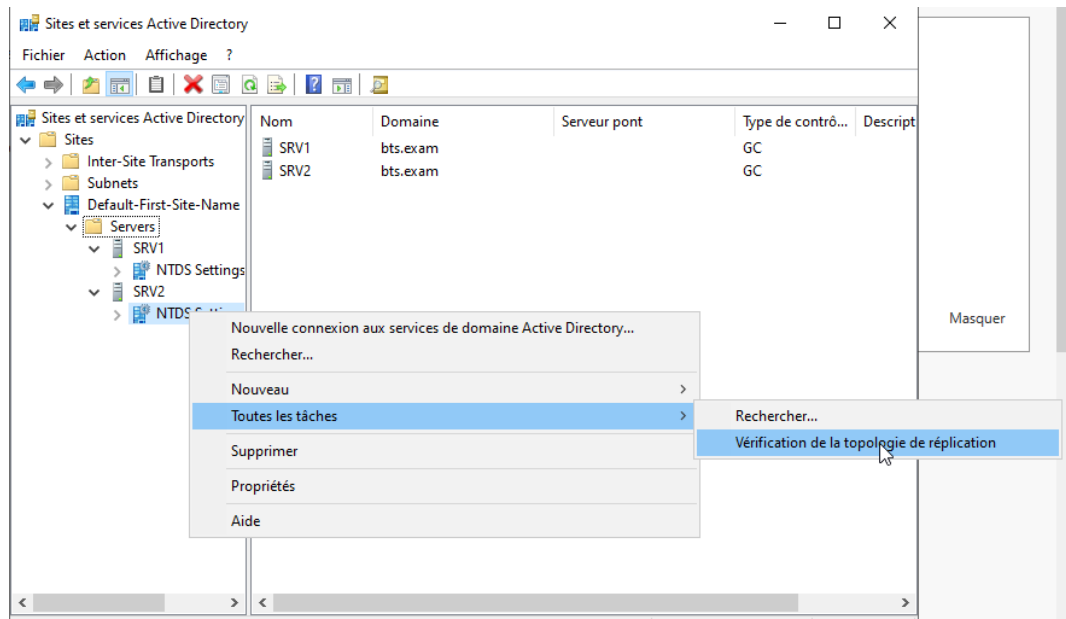 Sites et services Active Directory
Fichier Action Affichage ?
Sites et services Active Directory
Sites
Inter-Site Transports
Subnets
Default-First-Site-Name
Servers
SRV1
NTDS Settings
SRV2
NTDS
Nom Domaine Serveur pont Type de contrô... Descript
SRV1 bts.exam GC
SRV2 bts.exam GC
Nouvelle connexion aux services de domaine Active Directory...
Rechercher...
Nouveau
Toutes les tâches
Supprimer
Propriétés
Aide
Rechercher...
Vérification de la topologie de réplication
Masquer